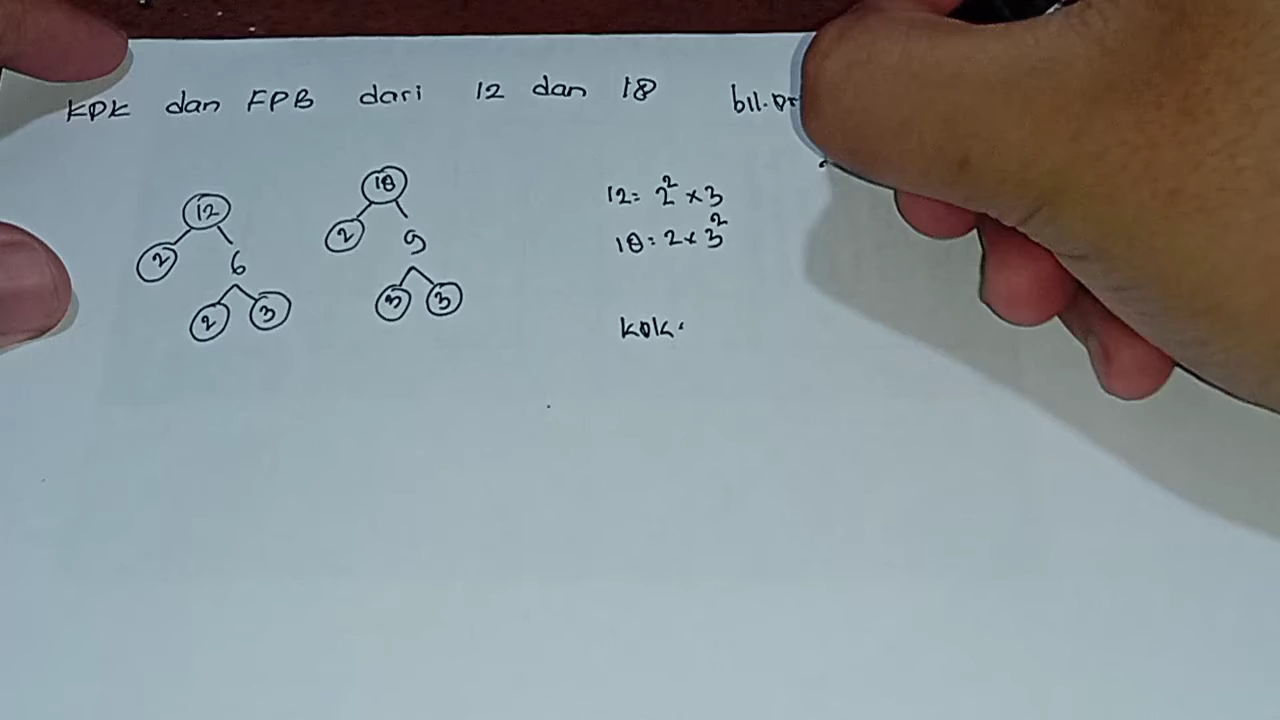 KPK dan FPB dari 12 dan 18 bil.
12 18
2 6 2 9
2 3 3 3
12 = 2² × 3
18 = 2 × 3²
KPK